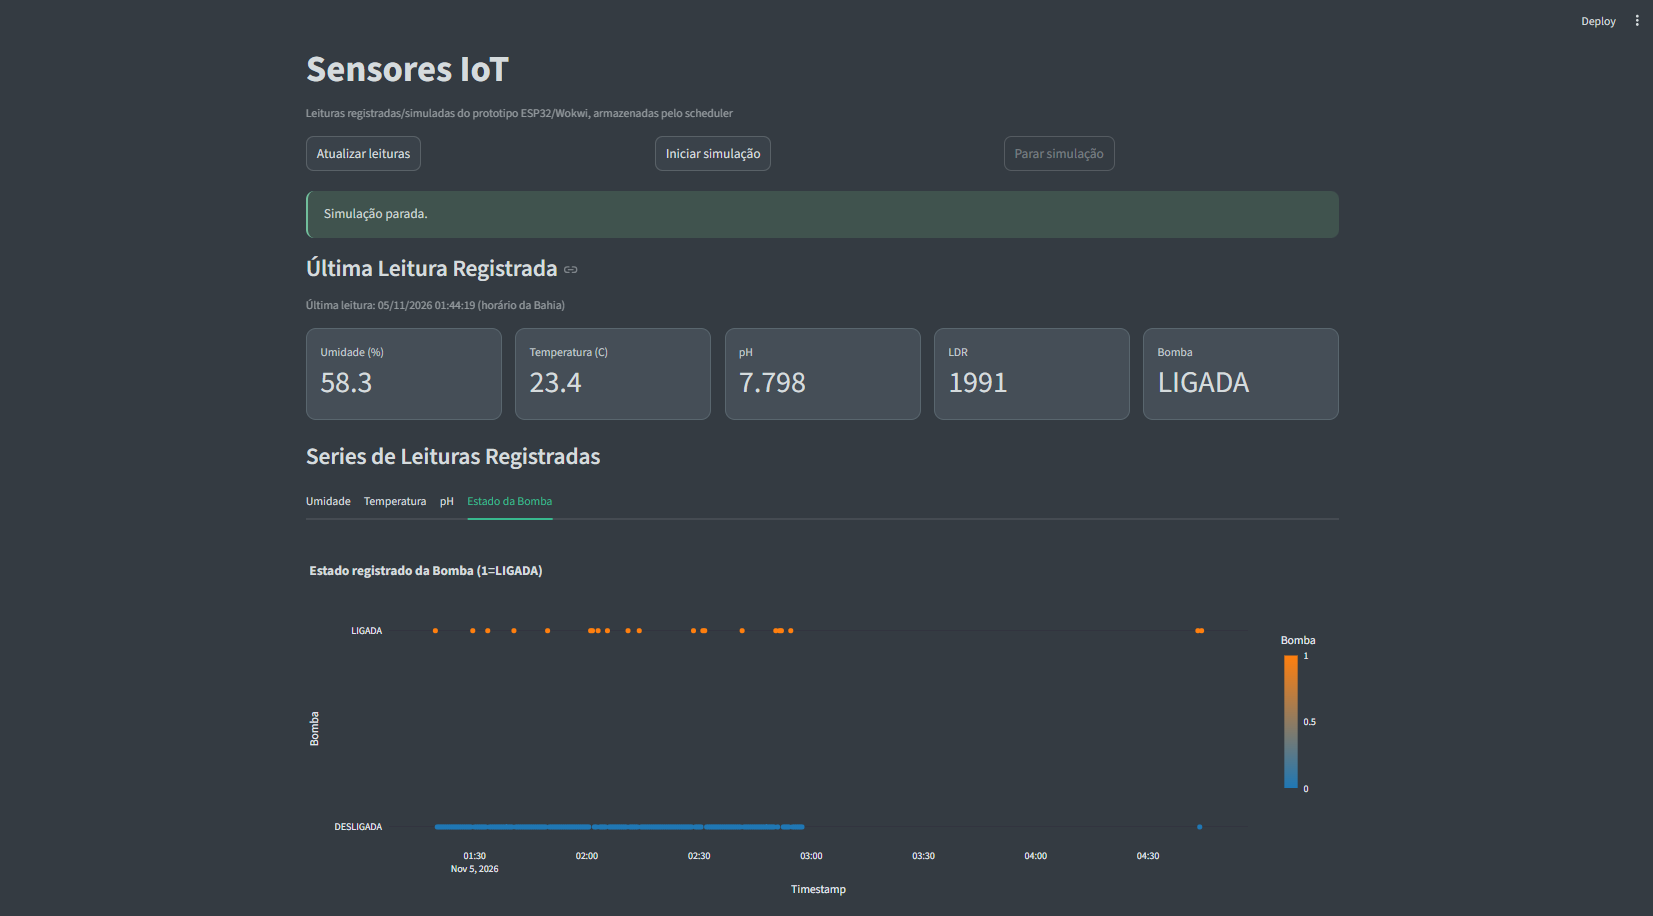 Deploy
Sensores IoT
Leituras registradas/simuladas do prototipo ESP32/Wokwi, armazenadas pelo scheduler
Atualizar leituras
Iniciar simulação
Parar simulação
Simulação parada.
Última Leitura Registrada
Última leitura: 05/11/2026 01:44:19 (horário da Bahia)
Umidade (%)
58.3
Temperatura (C)
23.4
pH
7.798
LDR
1991
Bomba
LIGADA
Series de Leituras Registradas
Umidade Temperatura pH Estado da Bomba
Estado registrado da Bomba (1=LIGADA)
LIGADA
Bomba
DESLIGADA
01:30 02:00 02:30 03:00 03:30 04:00 04:30
Nov 5, 2026
Timestamp
Bomba
1
0.5
0